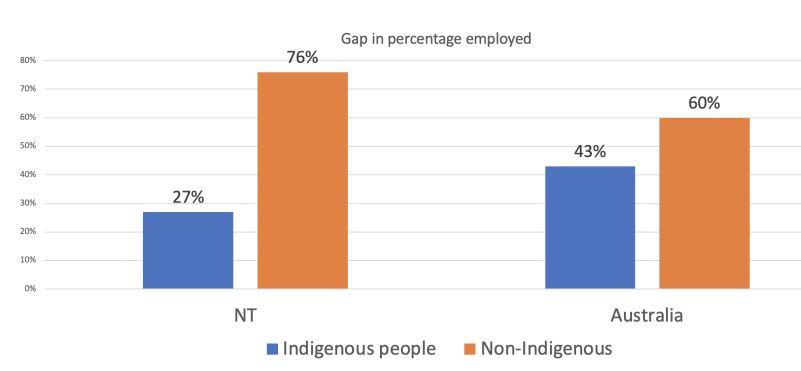 Gap in percentage employed
80%
70%
60%
50%
40%
30%
20%
10%
0%
27%
76%
43%
60%
NT
Australia
Indigenous people
Non-Indigenous